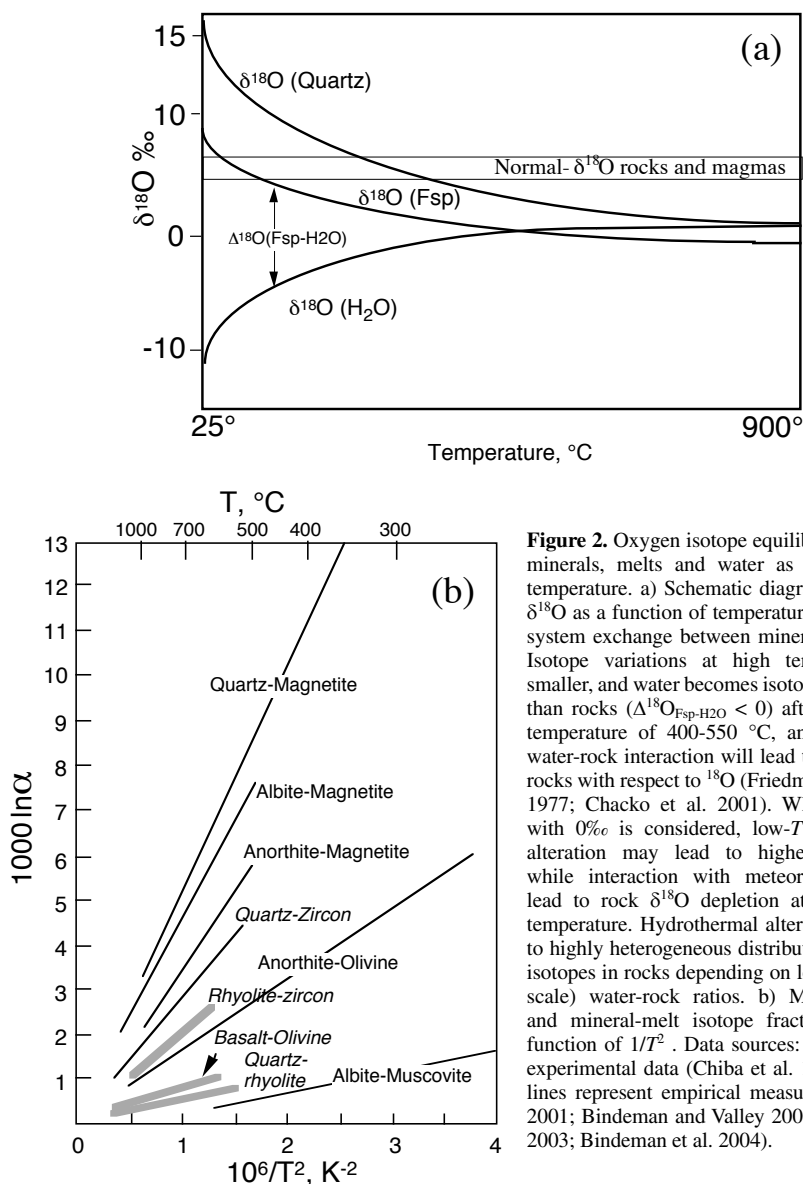 (a)
15
10
0
-10
δ¹⁸O ‰
δ¹⁸O (Quartz)
Normal- δ¹⁸O rocks and magmas
δ¹⁸O (Fsp)
Δ¹⁸O(Fsp-H2O)
δ¹⁸O (H₂O)
25°
900°
Temperature, °C
T, °C
1000 700 500 400 300
(b)
13
12
11
10
9
8
7
6
5
4
3
2
1
1000 lnα
Quartz-Magnetite
Albite-Magnetite
Anorthite-Magnetite
Quartz-Zircon
Anorthite-Olivine
Rhyolite-zircon
Basalt-Olivine
Quartz-
rhyolite
Albite-Muscovite
0 1 2 3 4
10⁶/T², K⁻²
Figure 2. Oxygen isotope equilib
minerals, melts and water as
temperature. a) Schematic diagr
δ¹⁸O as a function of temperature
system exchange between miner
Isotope variations at high ten
smaller, and water becomes isoto
than rocks (Δ¹⁸O_Fsp-H2O < 0) aft
temperature of 400-550 °C, an
water-rock interaction will lead t
rocks with respect to ¹⁸O (Friedm
1977; Chacko et al. 2001). Wl
with 0‰ is considered, low-T
alteration may lead to highe
while interaction with meteor
lead to rock δ¹⁸O depletion at
temperature. Hydrothermal alter
to highly heterogeneous distribut
isotopes in rocks depending on l
scale) water-rock ratios. b) M
and mineral-melt isotope fract
function of 1/T² . Data sources:
experimental data (Chiba et al.
lines represent empirical measu
2001; Bindeman and Valley 200
2003; Bindeman et al. 2004).